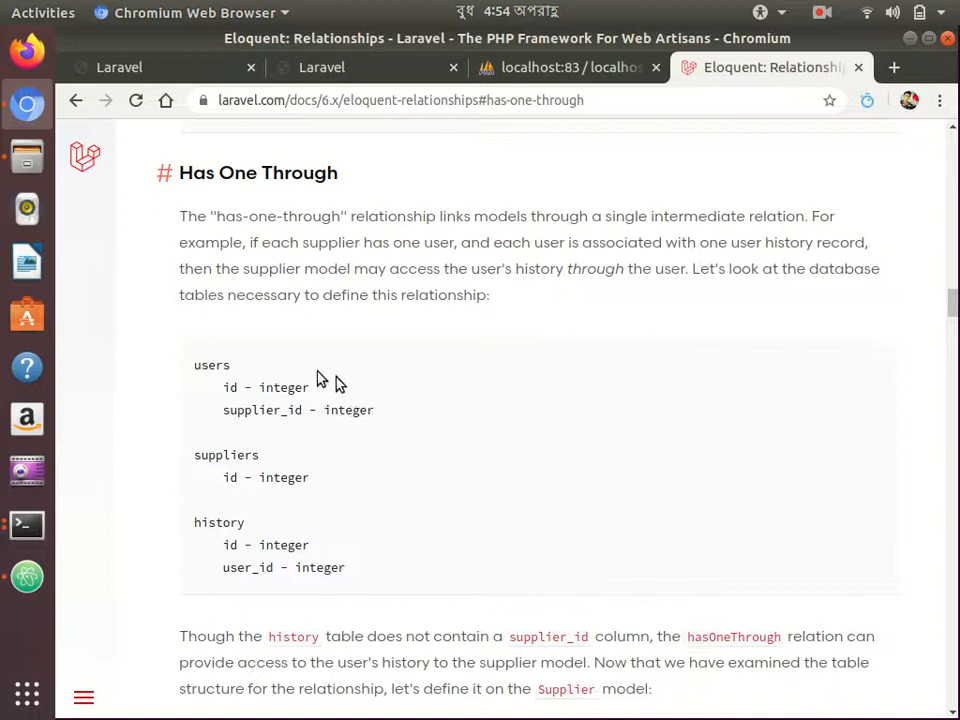 Activities Chromium Web Browser বুধ 4:54 অপরাহ্ণ
Eloquent: Relationships - Laravel - The PHP Framework For Web Artisans - Chromium
Laravel Laravel localhost:83 / localhos Eloquent: Relationship
laravel.com/docs/6.x/eloquent-relationships#has-one-through
# Has One Through
The "has-one-through" relationship links models through a single intermediate relation. For
example, if each supplier has one user, and each user is associated with one user history record,
then the supplier model may access the user's history through the user. Let's look at the database
tables necessary to define this relationship:
users
id - integer
supplier_id - integer
suppliers
id - integer
history
id - integer
user_id - integer
Though the history table does not contain a supplier_id column, the hasOneThrough relation can
provide access to the user's history to the supplier model. Now that we have examined the table
structure for the relationship, let's define it on the Supplier model: